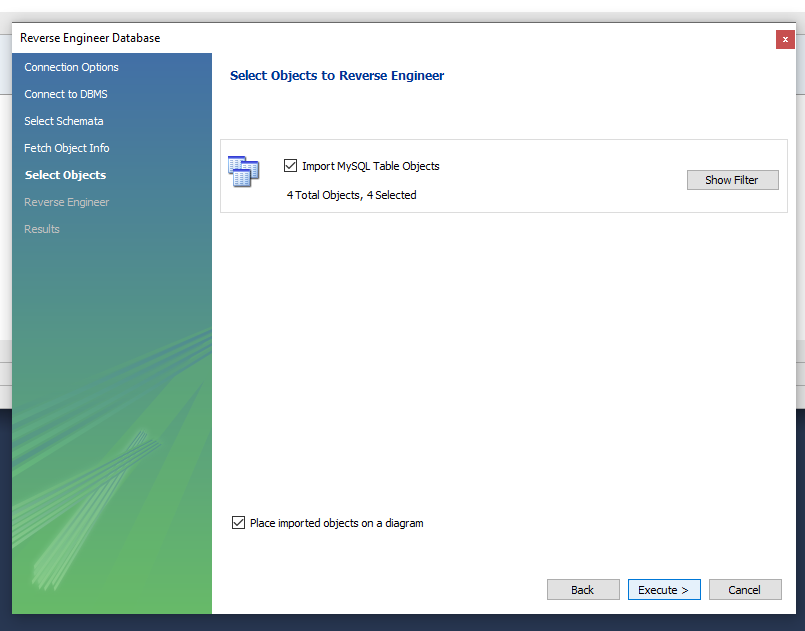 Reverse Engineer Database
x
Connection Options
Connect to DBMS
Select Schemata
Fetch Object Info
Select Objects
Reverse Engineer
Results
Select Objects to Reverse Engineer
Import MySQL Table Objects
4 Total Objects, 4 Selected
Show Filter
Place imported objects on a diagram
Back
Execute >
Cancel